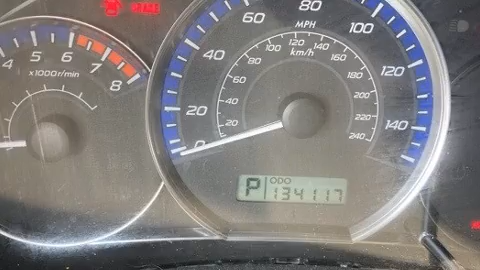 BRAKE
4 5 6 7 8
x1000r/min
0 20 40 60 80 100 120 140
MPH
km/h
20 40 60 80 100 120 140 160 180 200 220 240
ODO
P 134117